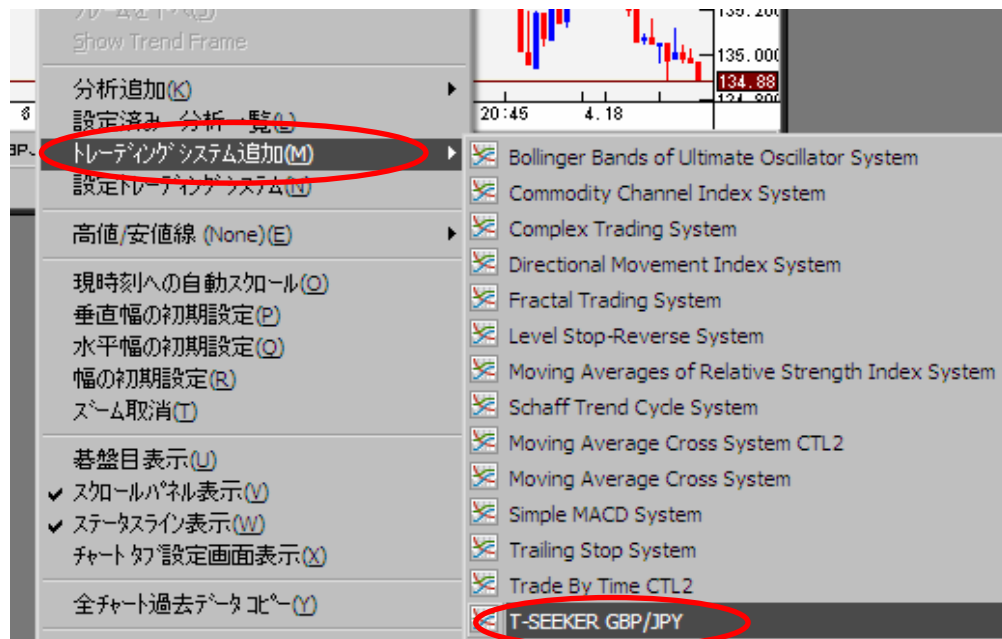 Show Trend Frame
分析追加(K)
設定済み 分析一覧(L)
トレーディングシステム追加(M)
設定トレーディングシステム(N)
高値/安値線 (None)(E)
現時刻への自動スクロール(O)
垂直幅の初期設定(P)
水平幅の初期設定(Q)
幅の初期設定(R)
ズーム取消(T)
碁盤目表示(U)
スクロールパネル表示(V)
ステータスライン表示(W)
チャートタブ設定画面表示(X)
全チャート過去データコピー(Y)
135.000
134.88
20:45 4.18
Bollinger Bands of Ultimate Oscillator System
Commodity Channel Index System
Complex Trading System
Directional Movement Index System
Fractal Trading System
Level Stop-Reverse System
Moving Averages of Relative Strength Index System
Schaff Trend Cycle System
Moving Average Cross System CTL2
Moving Average Cross System
Simple MACD System
Trailing Stop System
Trade By Time CTL2
T-SEEKER GBP/JPY